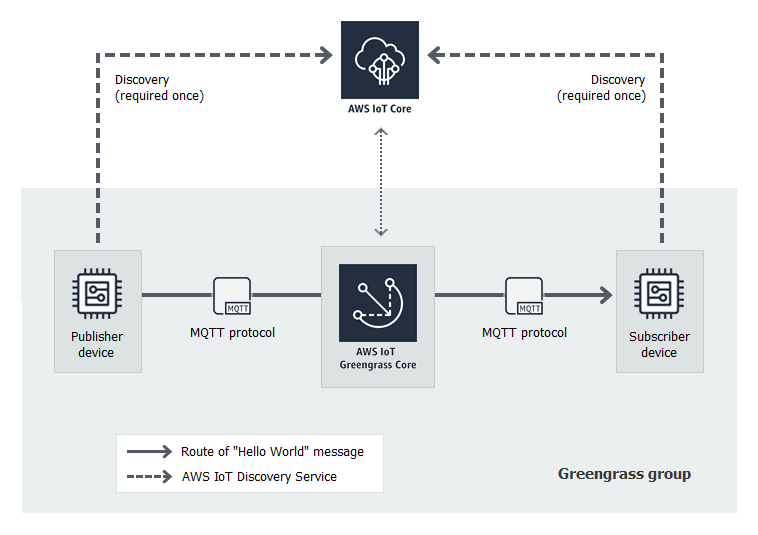 Discovery
(required once)
AWS IoT Core
Discovery
(required once)
Publisher
device
MQTT
MQTT protocol
AWS IoT
Greengrass Core
MQTT
MQTT protocol
Subscriber
device
Route of "Hello World" message
AWS IoT Discovery Service
Greengrass group